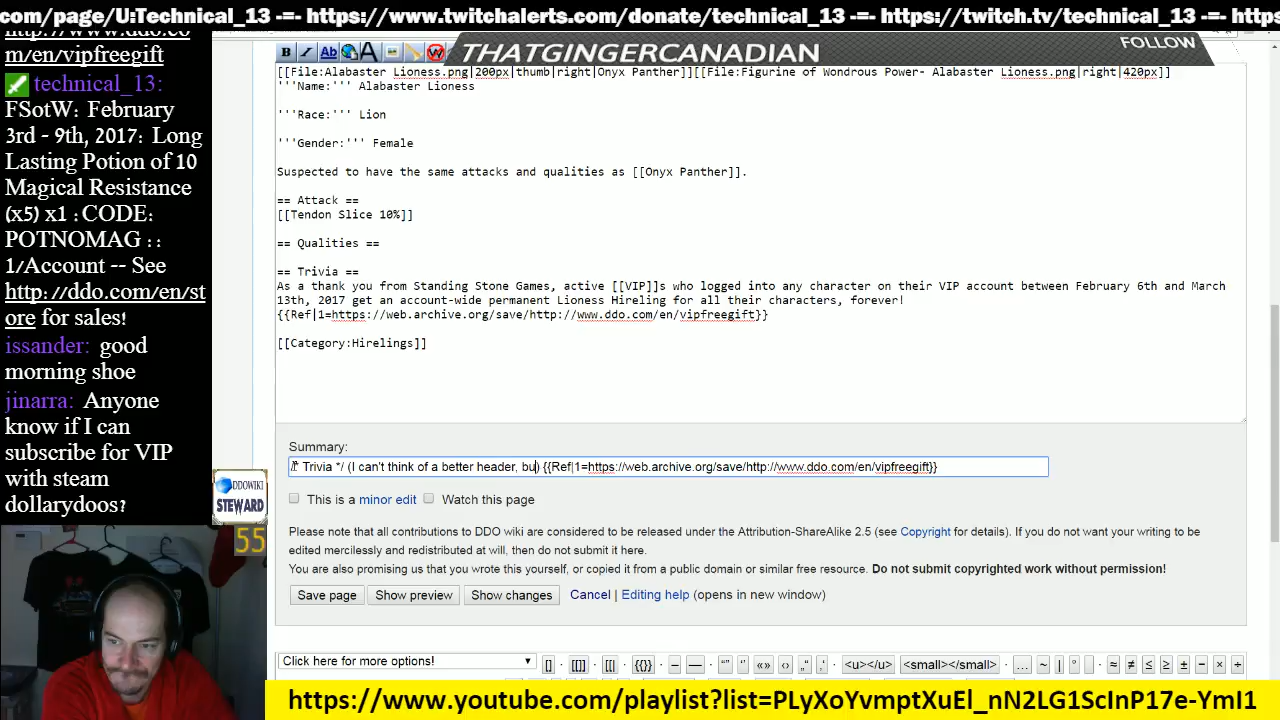 com/page/U:Technical_13 -=- https://www.twitchalerts.com/donate/technical_13 -=- https://twitch.tv/technical_13 -=- https
http://www.ddo.co
m/en/vipfreegift
technical_13:
FSotW: February
3rd - 9th, 2017: Long
Lasting Potion of 10
Magical Resistance
(x5) x1 :CODE:
POTNOMAG ::
1/Account -- See
http://ddo.com/en/st
ore for sales!
issander: good
morning shoe
jinarra: Anyone
know if I can
subscribe for VIP
with steam
dollarydoos?
DDOWIKI
STEWARD
55
THATGINGERCANADIAN
FOLLOW
B I Ab A
[[File:Alabaster Lioness.png|200px|thumb|right|Onyx Panther]][[File:Figurine of Wondrous Power- Alabaster Lioness.png|right|420px]]
'''Name:''' Alabaster Lioness
'''Race:''' Lion
'''Gender:''' Female
Suspected to have the same attacks and qualities as [[Onyx Panther]].
== Attack ==
[[Tendon Slice 10%]]
== Qualities ==
== Trivia ==
As a thank you from Standing Stone Games, active [[VIP]]s who logged into any character on their VIP account between February 6th and March
13th, 2017 get an account-wide permanent Lioness Hireling for all their characters, forever!
{{Ref|1=https://web.archive.org/save/http://www.ddo.com/en/vipfreegift}}
[[Category:Hirelings]]
Summary:
/* Trivia */ (I can't think of a better header, bu) {{Ref|1=https://web.archive.org/save/http://www.ddo.com/en/vipfreegift}}
This is a minor edit Watch this page
Please note that all contributions to DDO wiki are considered to be released under the Attribution-ShareAlike 2.5 (see Copyright for details). If you do not want your writing to be
edited mercilessly and redistributed at will, then do not submit it here.
You are also promising us that you wrote this yourself, or copied it from a public domain or similar free resource. Do not submit copyrighted work without permission!
Save page Show preview Show changes Cancel | Editing help (opens in new window)
Click here for more options! [] · [[]] · [[| · {{}} · – · — · “” · ‘’ · «» · ‹› · „“ · ‚‘ · <u></u> · <small></small> · … ~ | ° · ≈ ≠ ≤ ≥ ± − × ÷
https://www.youtube.com/playlist?list=PLyXoYvmptXuEl_nN2LG1ScInP17e-YmI1